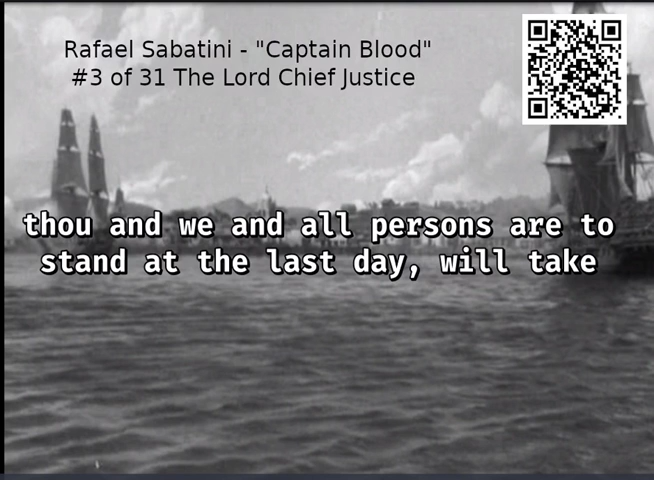 Rafael Sabatini - "Captain Blood"
#3 of 31 The Lord Chief Justice
thou and we and all persons are to
stand at the last day, will take